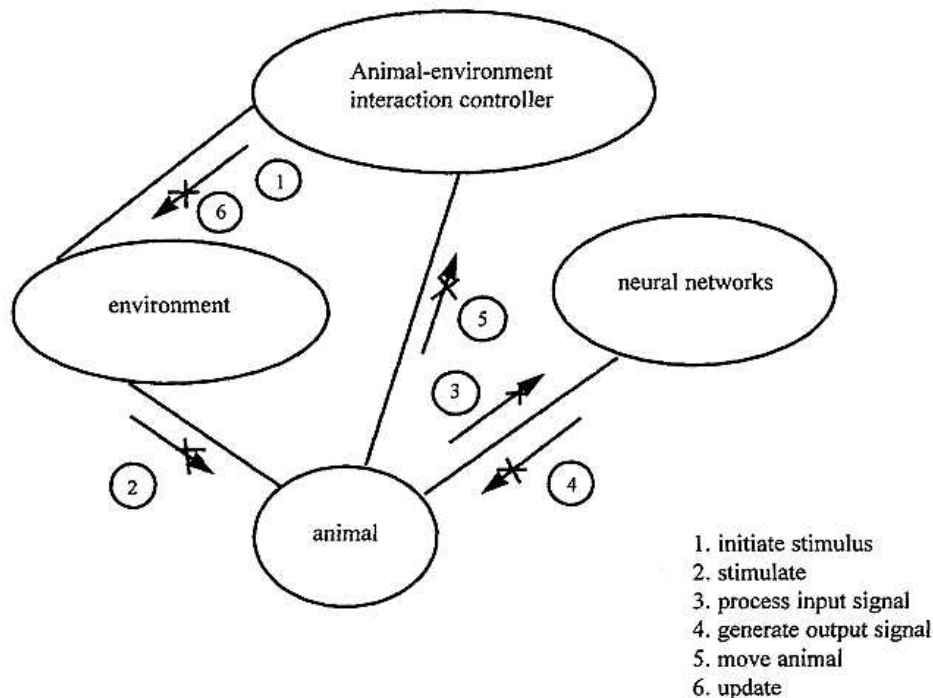 Animal-environment
interaction controller
1
6
neural networks
environment
5
3
2
4
animal
1. initiate stimulus
2. stimulate
3. process input signal
4. generate output signal
5. move animal
6. update